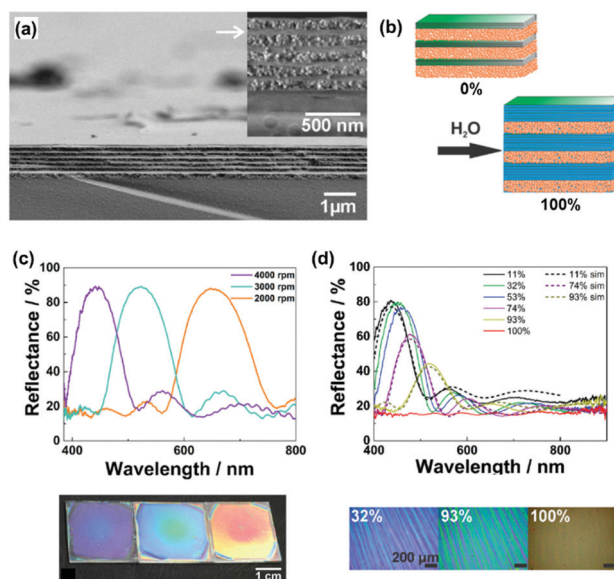 (a)
500 nm
1µm
(b)
0%
H2O
100%
(c)
100
80
60
40
20
0
Reflectance / %
4000 rpm
3000 rpm
2000 rpm
400 500 600 700 800
Wavelength / nm
1 cm
(d)
100
80
60
40
20
0
Reflectance / %
11% 11% sim
32% 74% sim
53% 93% sim
74%
93%
100%
400 500 600 700 800
Wavelength / nm
32% 93% 100%
200 µm